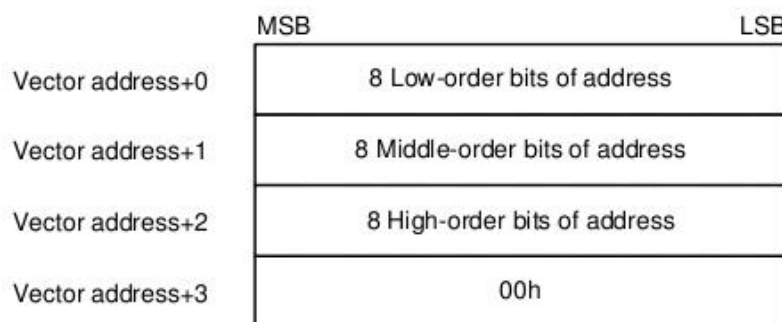 MSB LSB
Vector address+0 8 Low-order bits of address
Vector address+1 8 Middle-order bits of address
Vector address+2 8 High-order bits of address
Vector address+3 00h